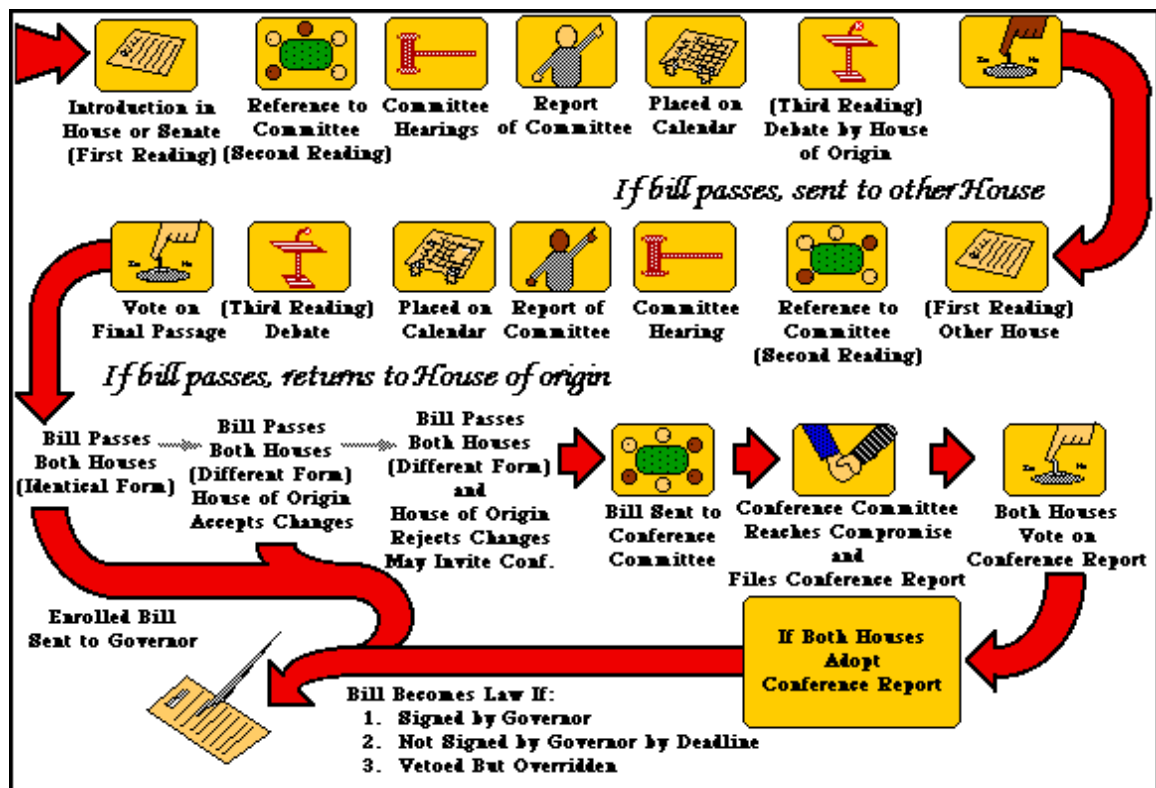 Introduction in
House or Senate
(First Reading)
Reference to
Committee
(Second Reading)
Committee
Hearings
Report
of Committee
Placed on
Calendar
(Third Reading)
Debate by House
of Origin
If bill passes, sent to other House
Vote on
Final Passage
(Third Reading)
Debate
Placed on
Calendar
Report of
Committee
Committee
Hearing
Reference to
Committee
(Second Reading)
(First Reading)
Other House
If bill passes, returns to House of origin
Bill Passes
Both Houses
(Identical Form)
Bill Passes
Both Houses
(Different Form)
House of Origin
Accepts Changes
Bill Passes
Both Houses
(Different Form)
and
House of Origin
Rejects Changes
May Invite Conf.
Bill Sent to
Conference
Committee
Conference Committee
Reaches Compromise
and
Files Conference Report
Both Houses
Vote on
Conference Report
Enrolled Bill
Sent to Governor
If Both Houses
Adopt
Conference Report
Bill Becomes Law If:
1. Signed by Governor
2. Not Signed by Governor by Deadline
3. Vetoed But Overridden